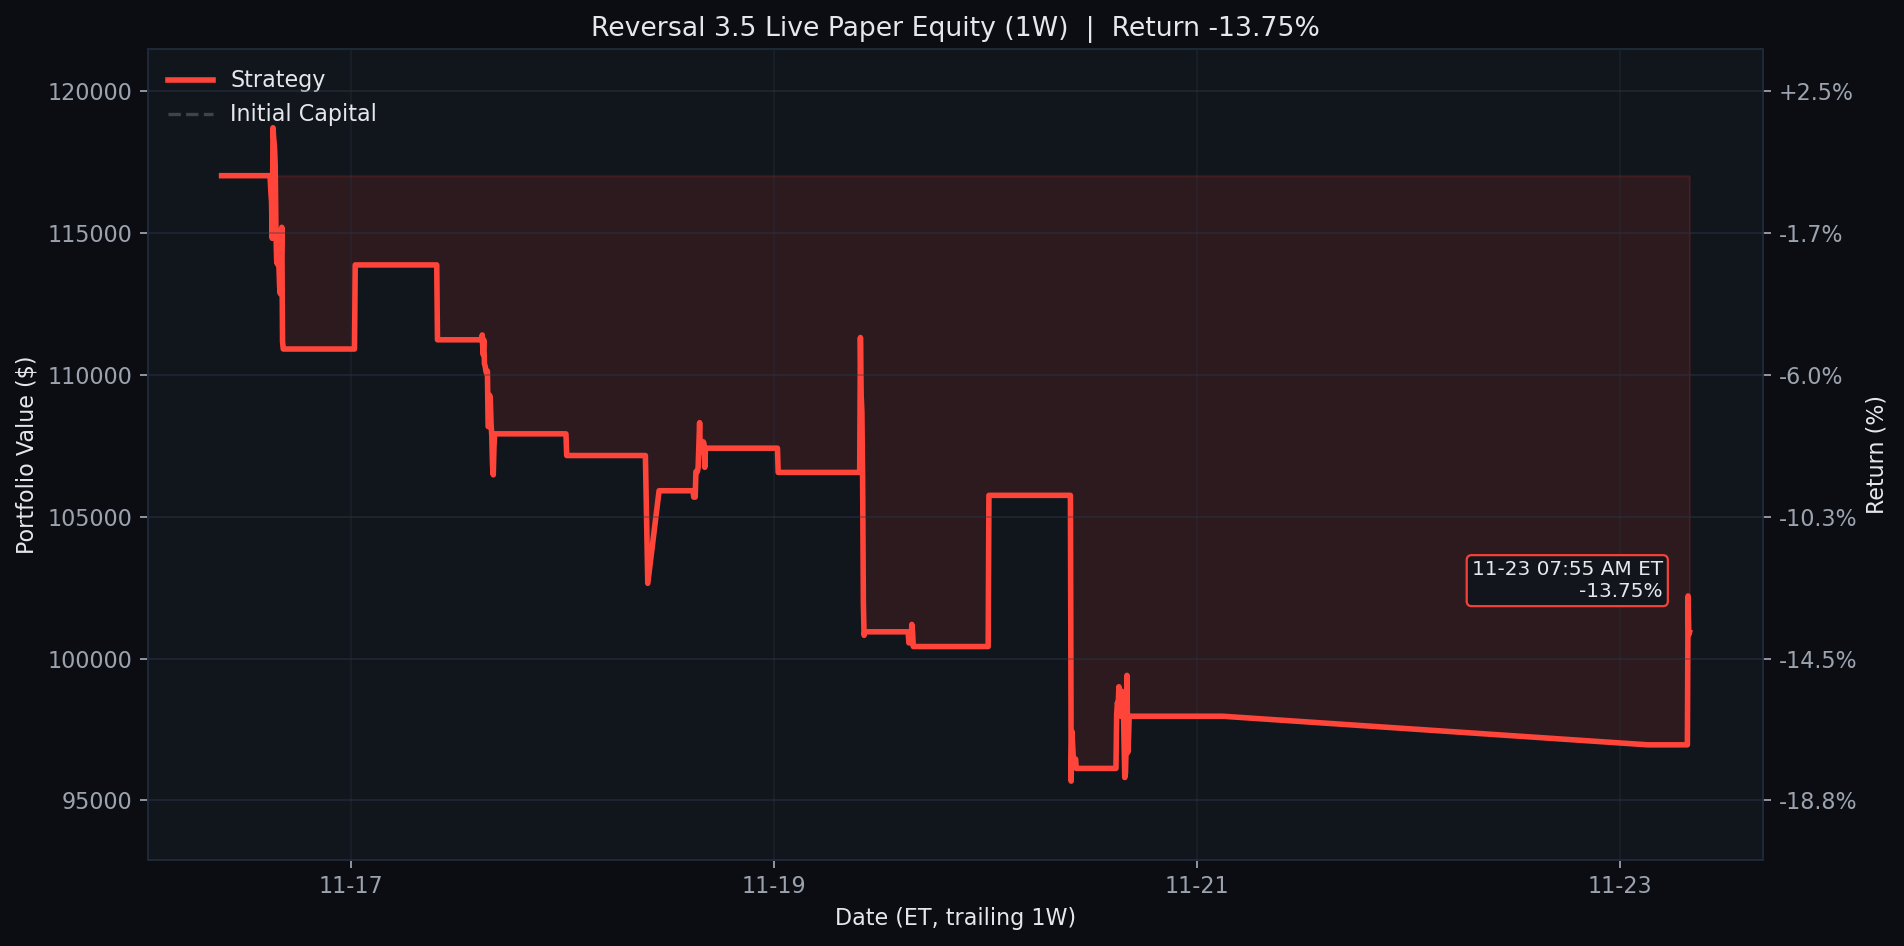 Reversal 3.5 Live Paper Equity (1W)  |  Return -13.75%
Strategy
Initial Capital
120000
115000
110000
105000
100000
95000
Portfolio Value ($)
+2.5%
-1.7%
-6.0%
-10.3%
-14.5%
-18.8%
Return (%)
11-23 07:55 AM ET
-13.75%
11-17
11-19
11-21
11-23
Date (ET, trailing 1W)